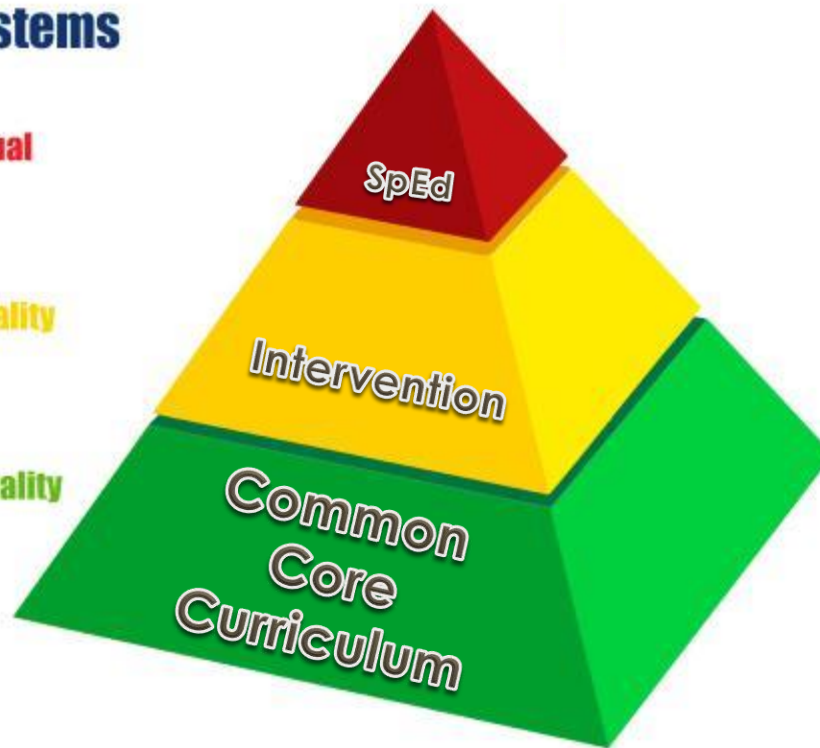 stems
ual
SpEd
ality
Intervention
ality
Common
Core
Curriculum